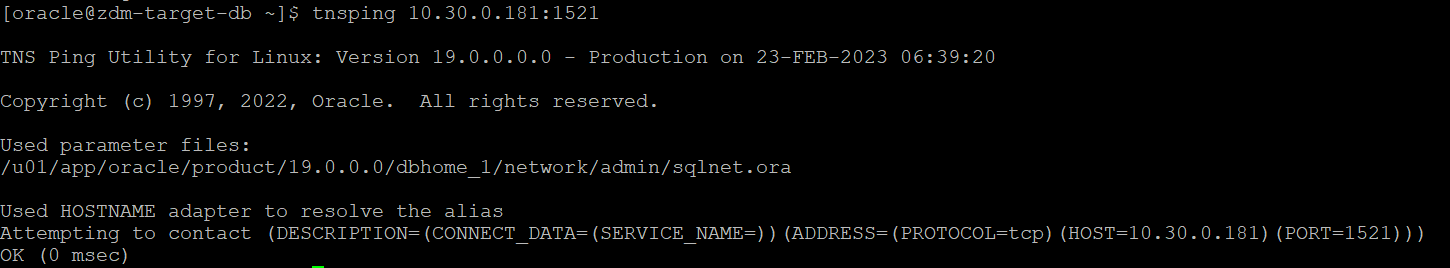 [oracle@zdm-target-db ~]$ tnsping 10.30.0.181:1521
TNS Ping Utility for Linux: Version 19.0.0.0.0 - Production on 23-FEB-2023 06:39:20
Copyright (c) 1997, 2022, Oracle.  All rights reserved.
Used parameter files:
/u01/app/oracle/product/19.0.0.0/dbhome_1/network/admin/sqlnet.ora
Used HOSTNAME adapter to resolve the alias
Attempting to contact (DESCRIPTION=(CONNECT_DATA=(SERVICE_NAME=))(ADDRESS=(PROTOCOL=tcp)(HOST=10.30.0.181)(PORT=1521)))
OK (0 msec)